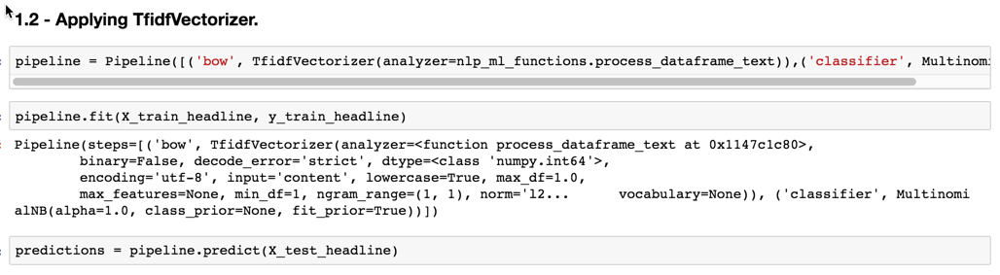 1.2 - Applying TfidfVectorizer.
pipeline = Pipeline([('bow', TfidfVectorizer(analyzer=nlp_ml_functions.process_dataframe_text)),('classifier', Multinomi
pipeline.fit(X_train_headline, y_train_headline)
Pipeline(steps=[('bow', TfidfVectorizer(analyzer=<function process_dataframe_text at 0x1147c1c80>,
        binary=False, decode_error='strict', dtype=<class 'numpy.int64'>,
        encoding='utf-8', input='content', lowercase=True, max_df=1.0,
        max_features=None, min_df=1, ngram_range=(1, 1), norm='l2...      vocabulary=None)), ('classifier', Multinomi
alNB(alpha=1.0, class_prior=None, fit_prior=True))])
predictions = pipeline.predict(X_test_headline)